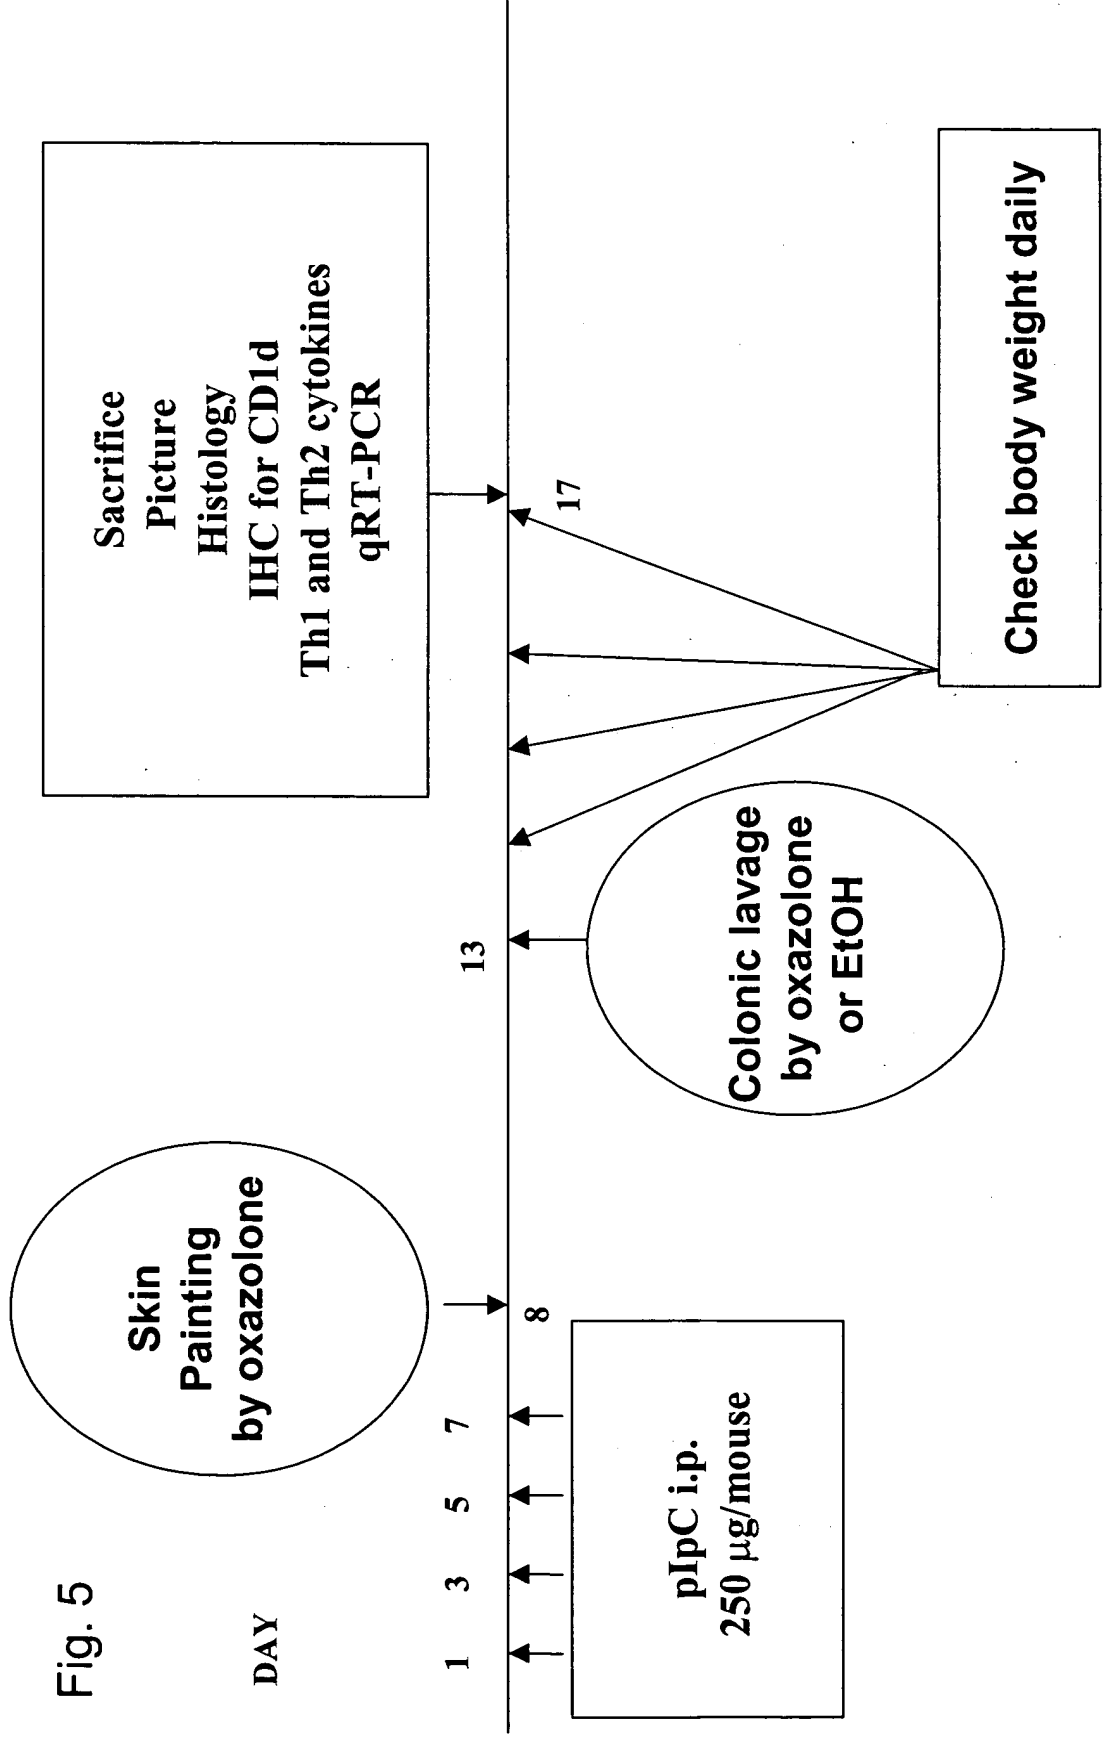 Fig. 5
DAY
Skin
Painting
by oxazolone
Sacrifice
Picture
Histology
IHC for CD1d
Th1 and Th2 cytokines
qRT-PCR
1
3
5
7
8
13
17
pIpC i.p.
250 µg/mouse
Colonic lavage
by oxazolone
or EtOH
Check body weight daily